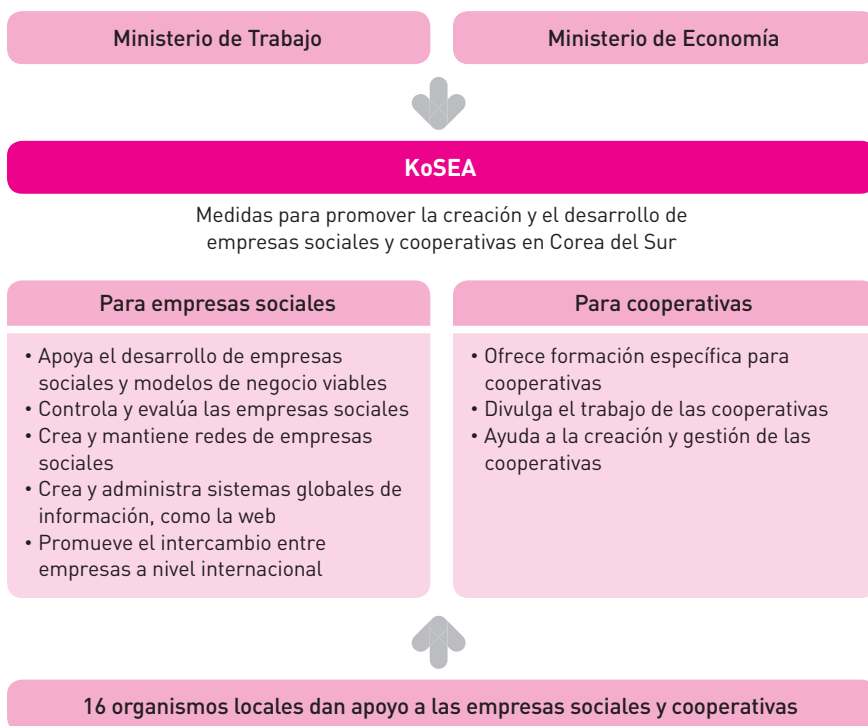 Ministerio de Trabajo
Ministerio de Economía
KoSEA
Medidas para promover la creación y el desarrollo de
empresas sociales y cooperativas en Corea del Sur
Para empresas sociales
• Apoya el desarrollo de empresas
sociales y modelos de negocio viables
• Controla y evalúa las empresas sociales
• Crea y mantiene redes de empresas
sociales
• Crea y administra sistemas globales de
información, como la web
• Promueve el intercambio entre
empresas a nivel internacional
Para cooperativas
• Ofrece formación específica para
cooperativas
• Divulga el trabajo de las cooperativas
• Ayuda a la creación y gestión de las
cooperativas
16 organismos locales dan apoyo a las empresas sociales y cooperativas